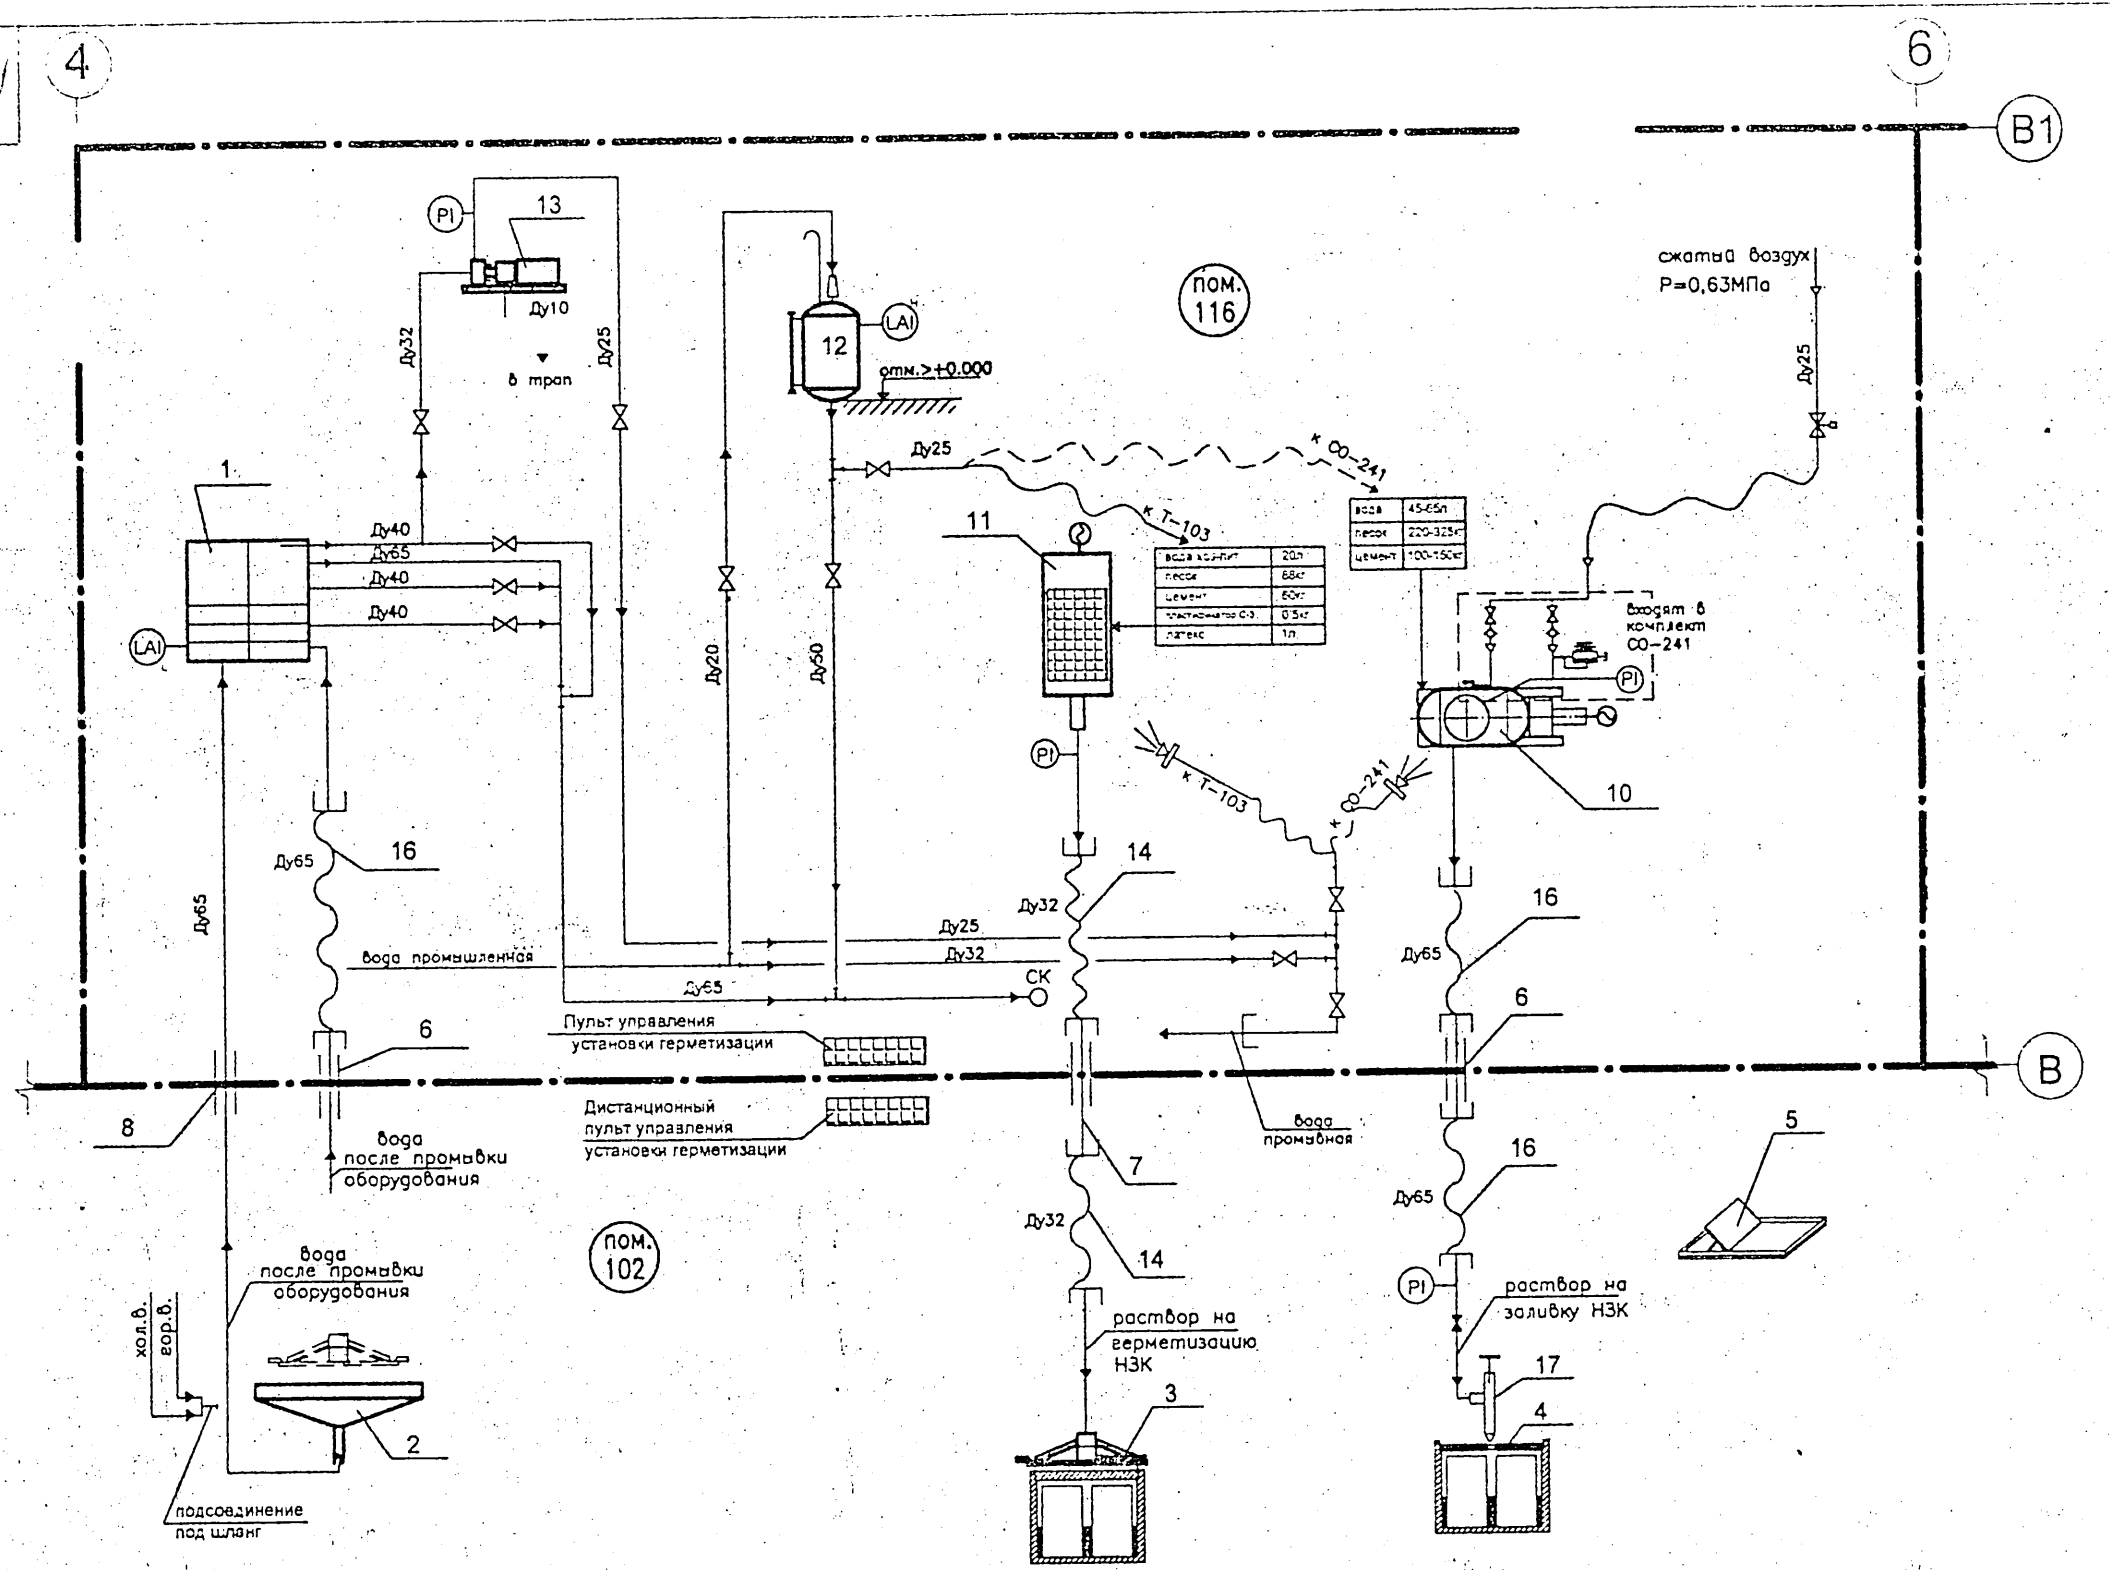 4
6
В1
PI
13
Ду10
в трап
Ду32
Ду25
12
LAI
отм.>+0.000
пом.
116
сжатый воздух
Р=0,63МПа
Ду25
1
Ду40
Ду65
Ду40
Ду40
LAI
Ду25
к СО-241
к Т-103
вода 45-65л
песок 220-325кг
цемент 100-150кг
11
вода хоз-пит 20л
песок 88кг
цемент 60кг
пластификатор С-3 0.5кг
латекс 1л
входят в
комплект
СО-241
PI
Ду20
Ду50
PI
к Т-103
к СО-241
10
16
Ду65
Ду65
14
Ду32
16
Ду65
Ду25
вода промышленная
Ду32
Ду65
СК
6
6
Пульт управления
установки герметизации
В
8
Дистанционный
пульт управления
установки герметизации
вода
после промывки
оборудования
вода
промывная
7
5
16
Ду65
Ду32
14
пом.
102
вода
после промывки
оборудования
хол.в.
гор.в.
PI
раствор на
заливку НЗК
раствор на
герметизацию
НЗК
17
3
4
2
подсоединение
под шланг